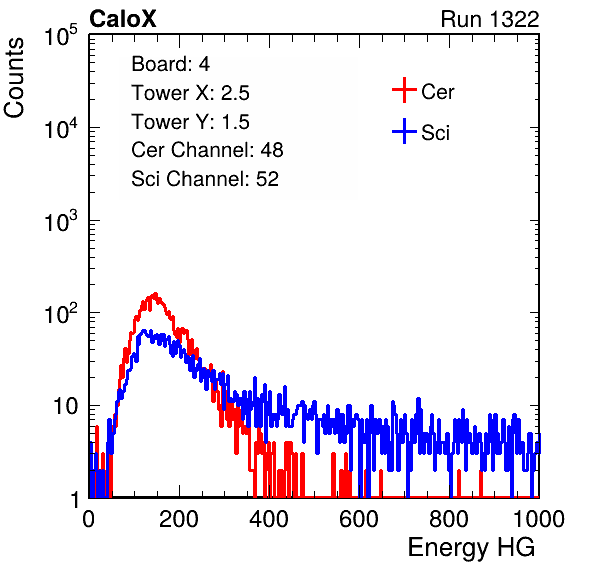 CaloX Run 1322
Counts
Board: 4
Tower X: 2.5
Tower Y: 1.5
Cer Channel: 48
Sci Channel: 52
Cer
Sci
10^5
10^4
10^3
10^2
10
1
0 200 400 600 800 1000
Energy HG